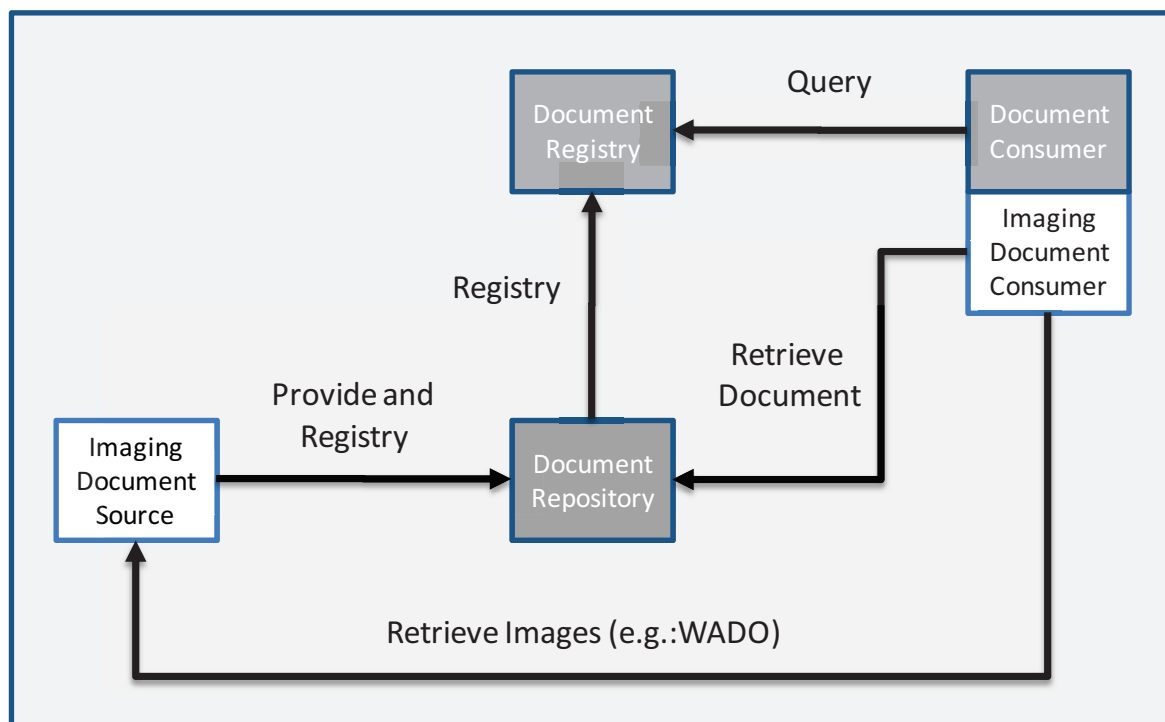 Query
Document
Registry
Document
Consumer
Imaging
Document
Consumer
Registry
Retrieve
Document
Provide and
Registry
Imaging
Document
Source
Document
Repository
Retrieve Images (e.g.:WADO)